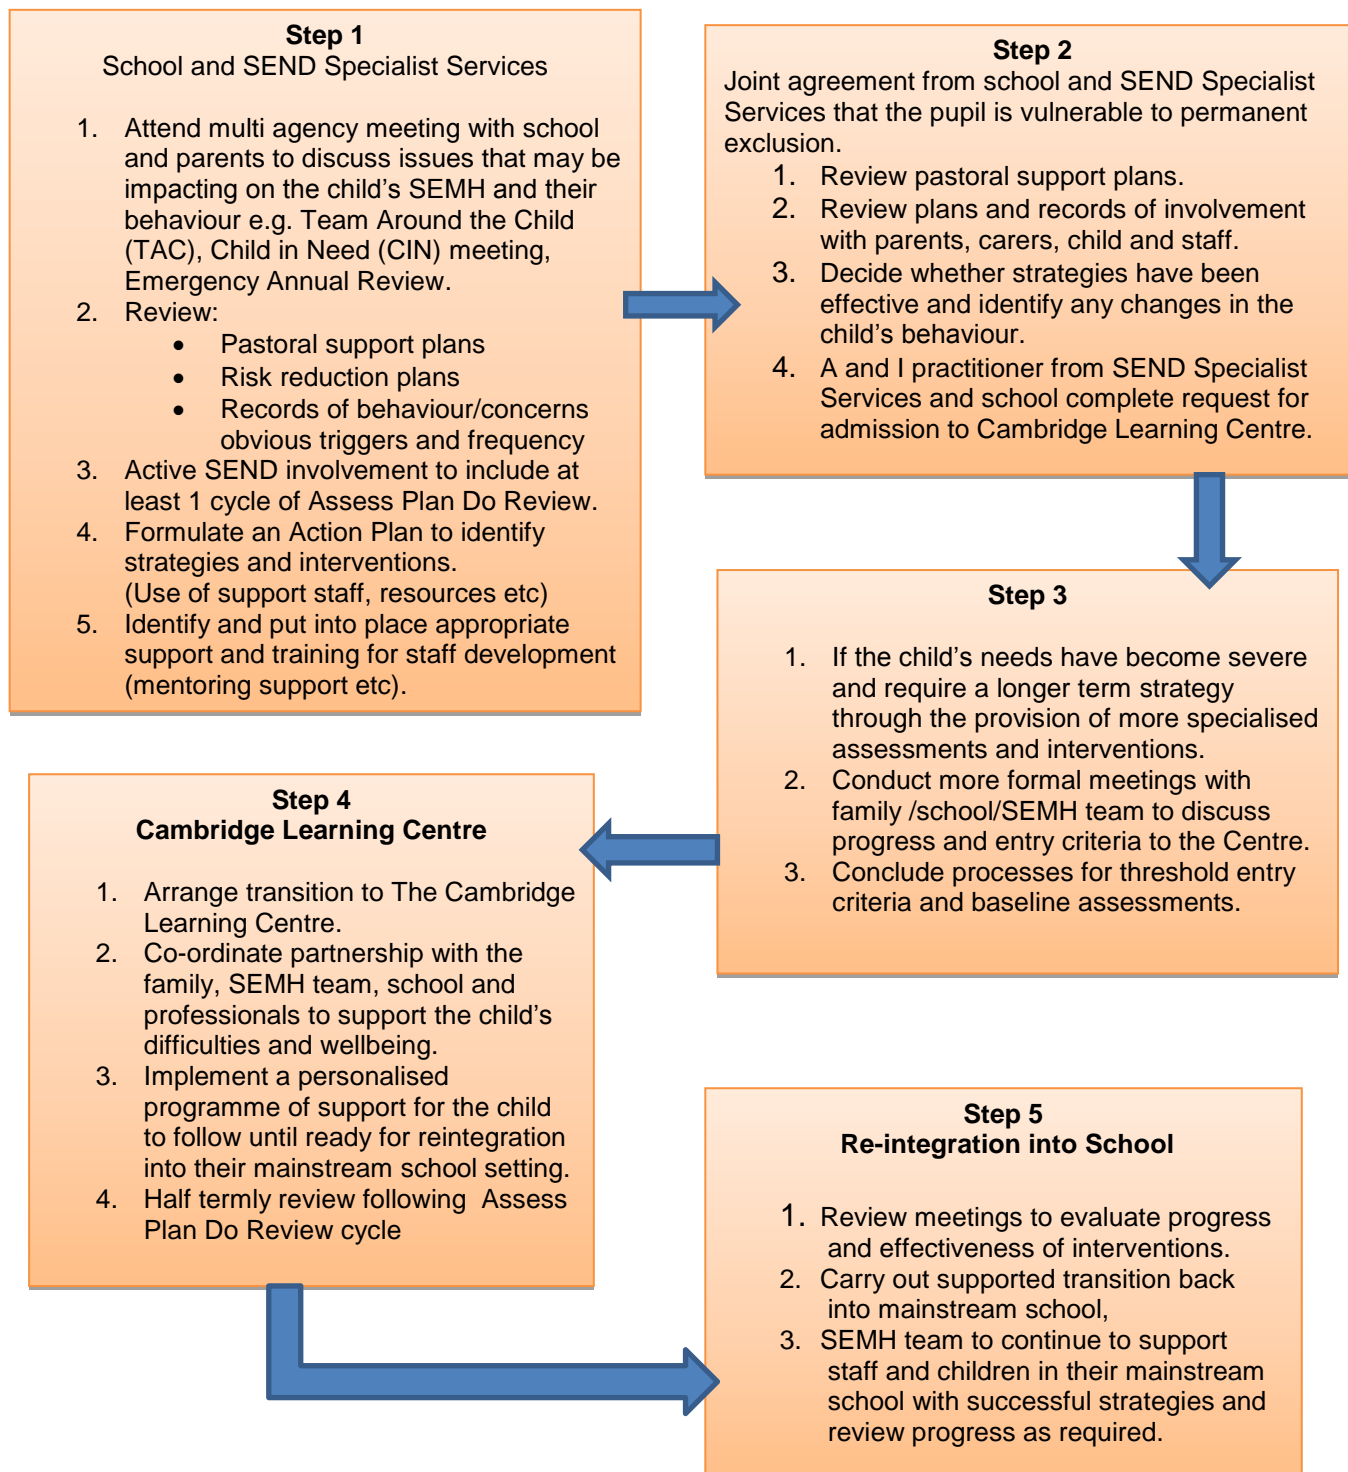 Step 1
School and SEND Specialist Services
1. Attend multi agency meeting with school
and parents to discuss issues that may be
impacting on the child’s SEMH and their
behaviour e.g. Team Around the Child
(TAC), Child in Need (CIN) meeting,
Emergency Annual Review.
2. Review:
• Pastoral support plans
• Risk reduction plans
• Records of behaviour/concerns
obvious triggers and frequency
3. Active SEND involvement to include at
least 1 cycle of Assess Plan Do Review.
4. Formulate an Action Plan to identify
strategies and interventions.
(Use of support staff, resources etc)
5. Identify and put into place appropriate
support and training for staff development
(mentoring support etc).
Step 2
Joint agreement from school and SEND Specialist
Services that the pupil is vulnerable to permanent
exclusion.
1. Review pastoral support plans.
2. Review plans and records of involvement
with parents, carers, child and staff.
3. Decide whether strategies have been
effective and identify any changes in the
child’s behaviour.
4. A and I practitioner from SEND Specialist
Services and school complete request for
admission to Cambridge Learning Centre.
Step 3
1. If the child’s needs have become severe
and require a longer term strategy
through the provision of more specialised
assessments and interventions.
2. Conduct more formal meetings with
family /school/SEMH team to discuss
progress and entry criteria to the Centre.
3. Conclude processes for threshold entry
criteria and baseline assessments.
Step 4
Cambridge Learning Centre
1. Arrange transition to The Cambridge
Learning Centre.
2. Co-ordinate partnership with the
family, SEMH team, school and
professionals to support the child’s
difficulties and wellbeing.
3. Implement a personalised
programme of support for the child
to follow until ready for reintegration
into their mainstream school setting.
4. Half termly review following Assess
Plan Do Review cycle
Step 5
Re-integration into School
1. Review meetings to evaluate progress
and effectiveness of interventions.
2. Carry out supported transition back
into mainstream school,
3. SEMH team to continue to support
staff and children in their mainstream
school with successful strategies and
review progress as required.